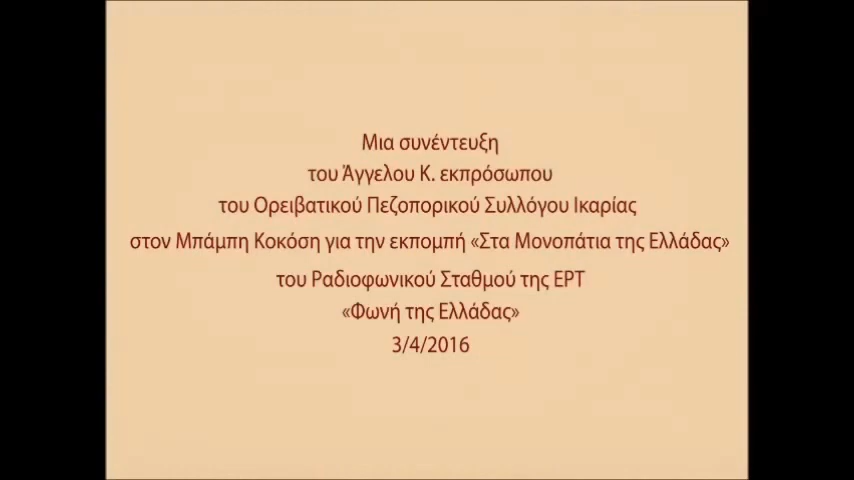 Μια συνέντευξη
του Άγγελου Κ. εκπρόσωπου
του Ορειβατικού Πεζοπορικού Συλλόγου Ικαρίας
στον Μπάμπη Κοκόση για την εκπομπή «Στα Μονοπάτια της Ελλάδας»
του Ραδιοφωνικού Σταθμού της ΕΡΤ
«Φωνή της Ελλάδας»
3/4/2016